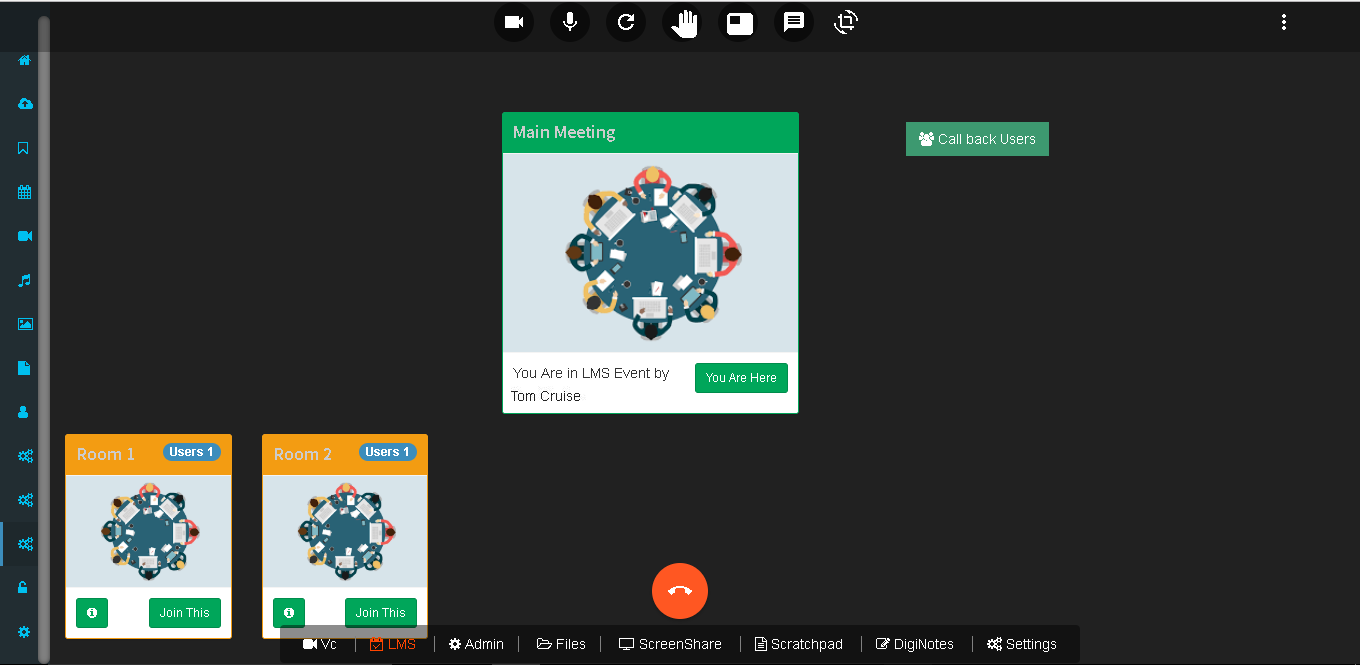 Main Meeting
Call back Users
You Are in LMS Event by
Tom Cruise
You Are Here
Room 1
Users 1
Room 2
Users 1
Join This
Join This
Vc
LMS
Admin
Files
ScreenShare
Scratchpad
DigiNotes
Settings